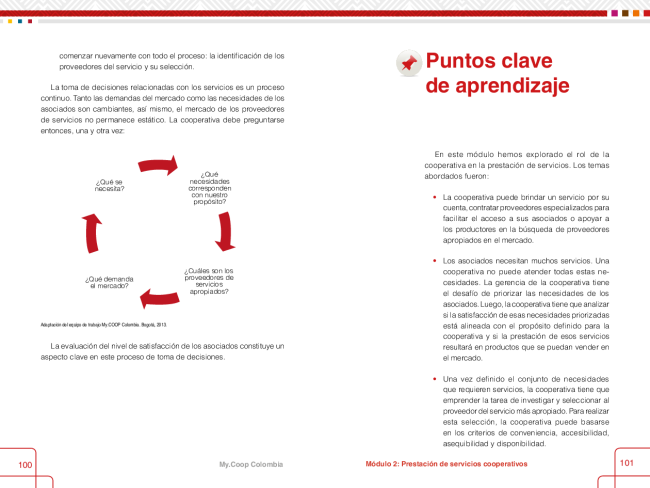 comenzar nuevamente con todo el proceso: la identificación de los
proveedores del servicio y su selección.
La toma de decisiones relacionadas con los servicios es un proceso
continuo. Tanto las demandas del mercado como las necesidades de los
asociados son cambiantes, así mismo, el mercado de los proveedores
de servicios no permanece estático. La cooperativa debe preguntarse
entonces, una y otra vez:
¿Qué se
necesita?
¿Qué
necesidades
corresponden
con nuestro
propósito?
¿Cuáles son los
proveedores de
servicios
apropiados?
¿Qué demanda
el mercado?
Adaptación del equipo de trabajo My.COOP Colombia. Bogotá, 2013.
La evaluación del nivel de satisfacción de los asociados constituye un
aspecto clave en este proceso de toma de decisiones.
100
My.Coop Colombia
Puntos clave
de aprendizaje
En este módulo hemos explorado el rol de la
cooperativa en la prestación de servicios. Los temas
abordados fueron:
• La cooperativa puede brindar un servicio por su
cuenta, contratar proveedores especializados para
facilitar el acceso a sus asociados o apoyar a
los productores en la búsqueda de proveedores
apropiados en el mercado.
• Los asociados necesitan muchos servicios. Una
cooperativa no puede atender todas estas ne-
cesidades. La gerencia de la cooperativa tiene
el desafío de priorizar las necesidades de los
asociados. Luego, la cooperativa tiene que analizar
si la satisfacción de esas necesidades priorizadas
está alineada con el propósito definido para la
cooperativa y si la prestación de esos servicios
resultará en productos que se puedan vender en
el mercado.
• Una vez definido el conjunto de necesidades
que requieren servicios, la cooperativa tiene que
emprender la tarea de investigar y seleccionar al
proveedor del servicio más apropiado. Para realizar
esta selección, la cooperativa puede basarse
en los criterios de conveniencia, accesibilidad,
asequibilidad y disponibilidad.
Módulo 2: Prestación de servicios cooperativos
101